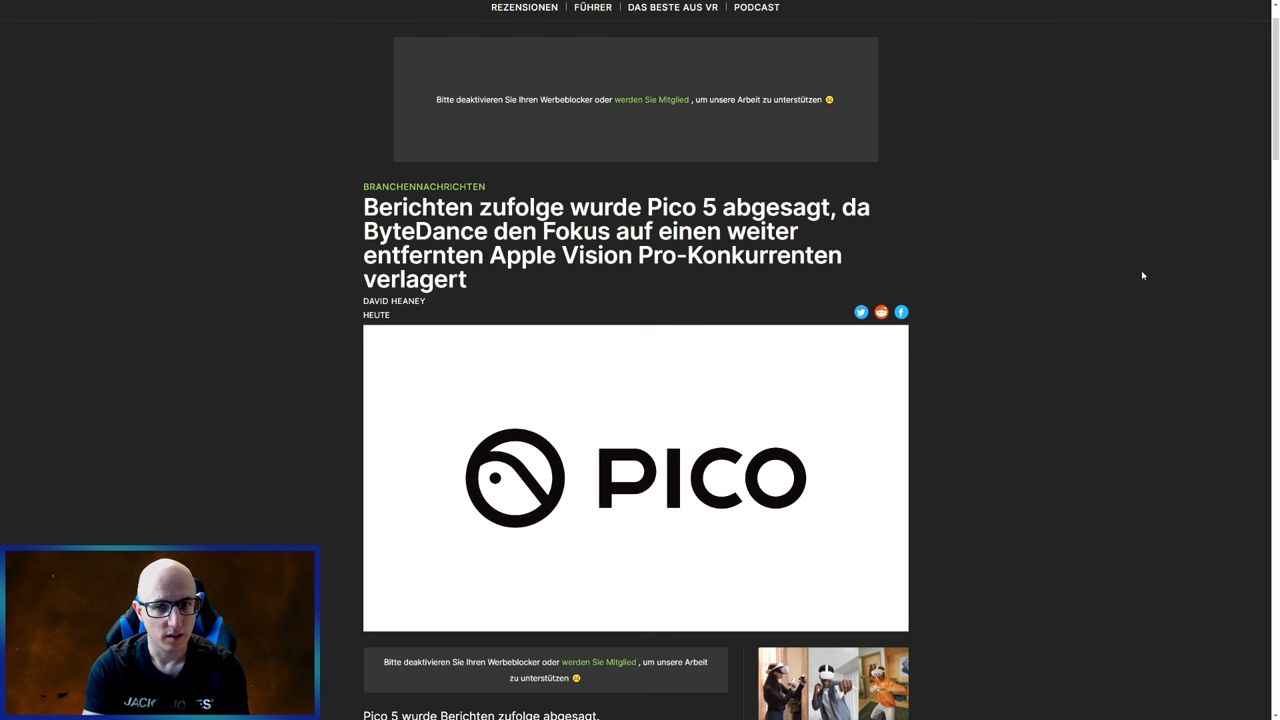 REZENSIONEN
FÜHRER
DAS BESTE AUS VR
PODCAST
Bitte deaktivieren Sie Ihren Werbeblocker oder werden Sie Mitglied , um unsere Arbeit zu unterstützen
BRANCHENNACHRICHTEN
Berichten zufolge wurde Pico 5 abgesagt, da
ByteDance den Fokus auf einen weiter
entfernten Apple Vision Pro-Konkurrenten
verlagert
DAVID HEANEY
HEUTE
PICO
Bitte deaktivieren Sie Ihren Werbeblocker oder werden Sie Mitglied , um unsere Arbeit
zu unterstützen
Pico 5 wurde Berichten zufolge abgesagt.